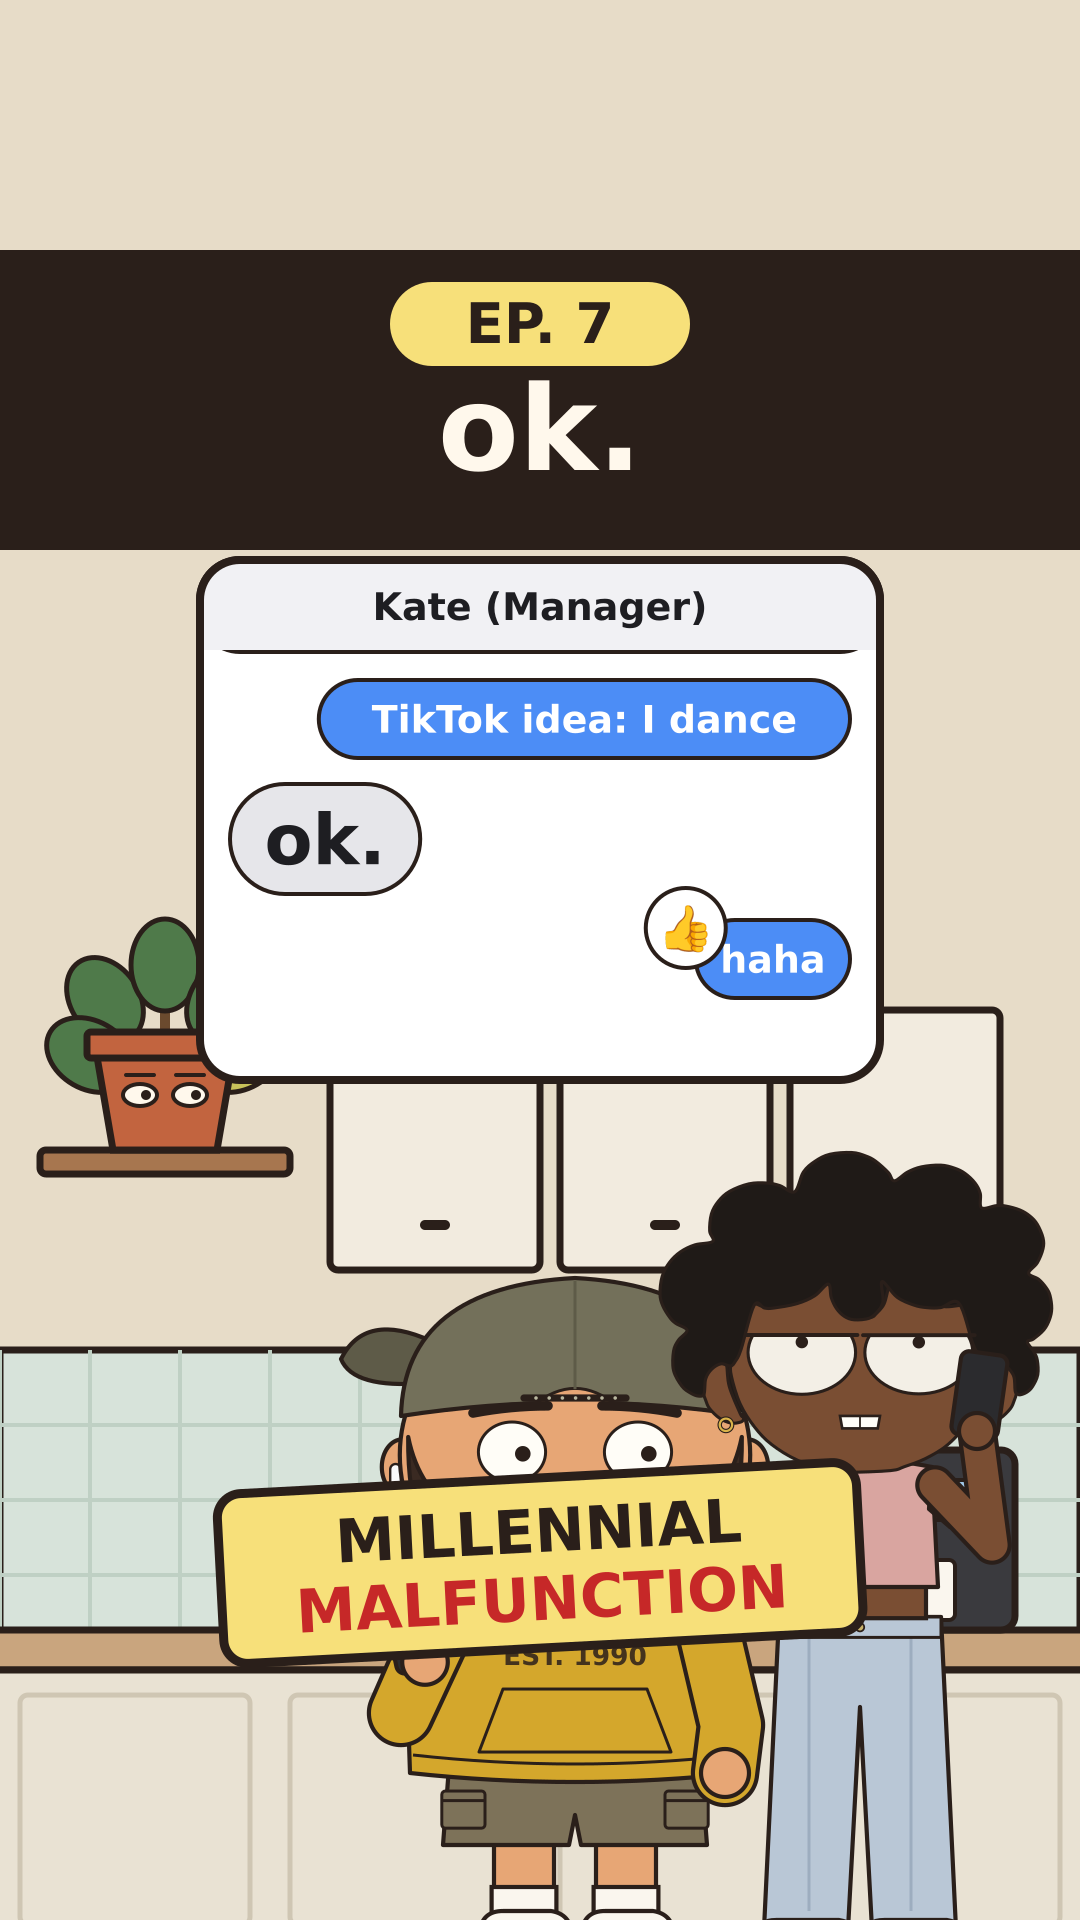 EP. 7
ok.
Kate (Manager)
TikTok idea: I dance
ok.
👍
haha
MILLENNIAL
MALFUNCTION
EST. 1990